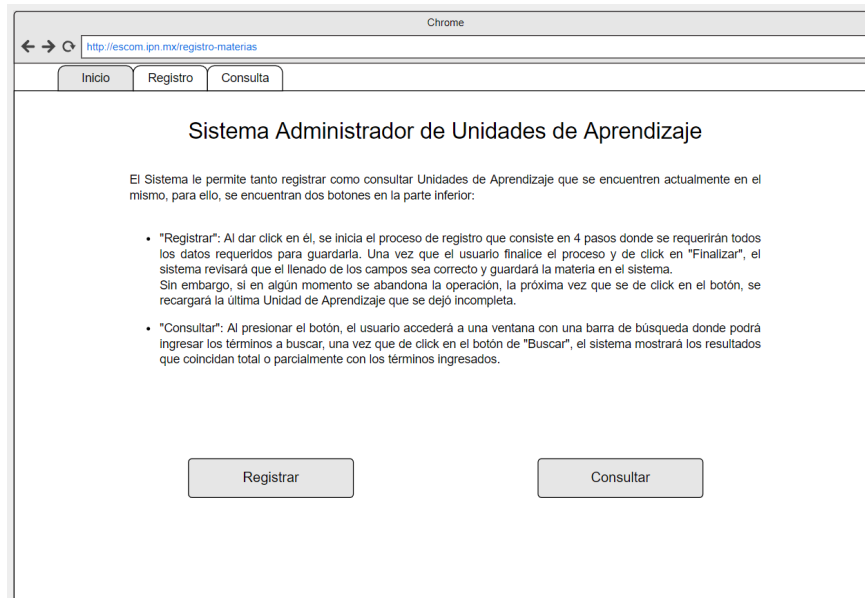 Chrome
http://escom.ipn.mx/registro-materias
Inicio Registro Consulta
Sistema Administrador de Unidades de Aprendizaje
El Sistema le permite tanto registrar como consultar Unidades de Aprendizaje que se encuentren actualmente en el
mismo, para ello, se encuentran dos botones en la parte inferior:
• "Registrar": Al dar click en él, se inicia el proceso de registro que consiste en 4 pasos donde se requerirán todos
los datos requeridos para guardarla. Una vez que el usuario finalice el proceso y de click en "Finalizar", el
sistema revisará que el llenado de los campos sea correcto y guardará la materia en el sistema.
Sin embargo, si en algún momento se abandona la operación, la próxima vez que se de click en el botón, se
recargará la última Unidad de Aprendizaje que se dejó incompleta.
• "Consultar": Al presionar el botón, el usuario accederá a una ventana con una barra de búsqueda donde podrá
ingresar los términos a buscar, una vez que de click en el botón de "Buscar", el sistema mostrará los resultados
que coincidan total o parcialmente con los términos ingresados.
Registrar Consultar